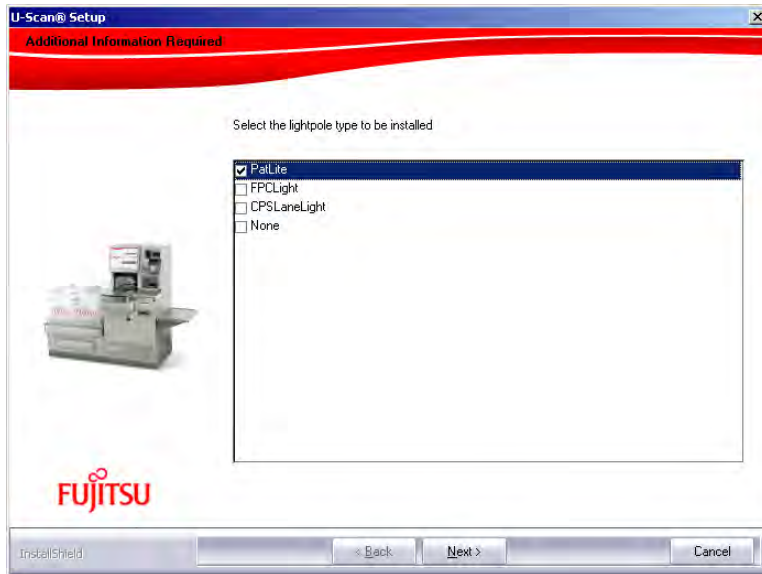 U-Scan® Setup
Additional Information Required
Select the lightpole type to be installed
PatLite
FPCLight
CPSLaneLight
None
FUJITSU
InstallShield
< Back
Next >
Cancel